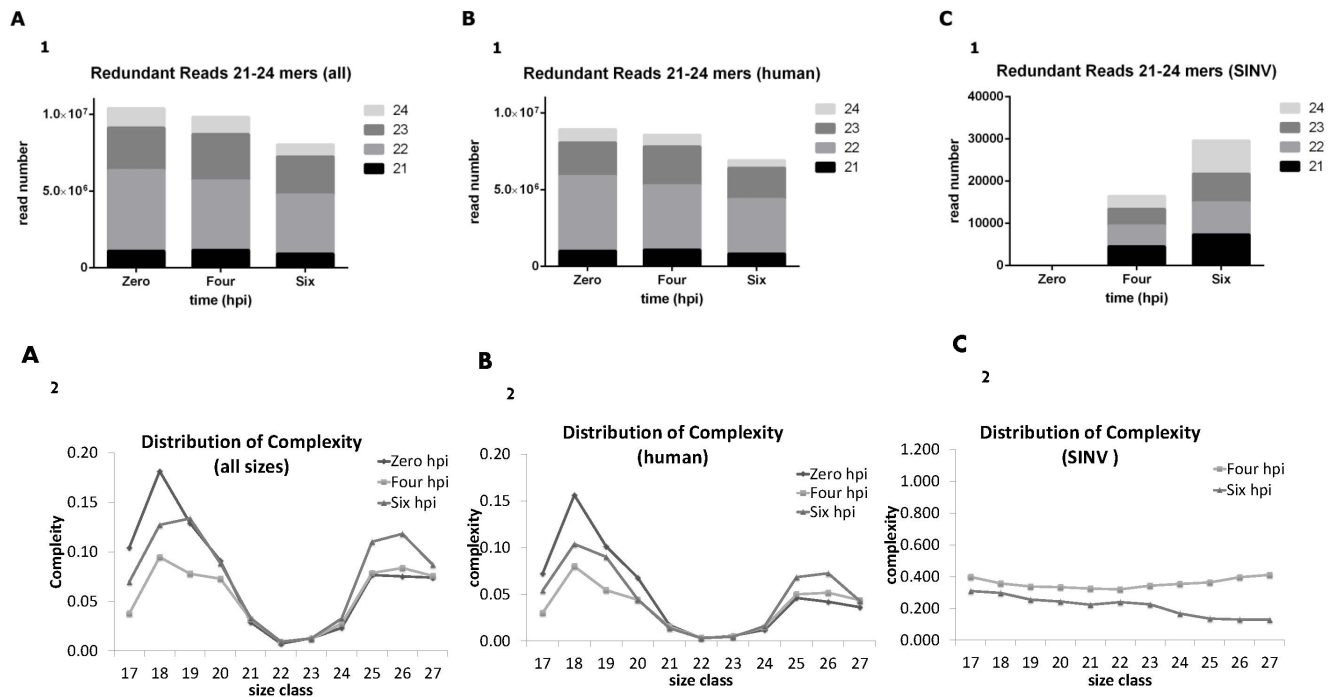 A
1
Redundant Reads 21-24 mers (all)
1.0×10⁷
5.0×10⁶
0
read number
Zero Four Six
time (hpi)
24
23
22
21
B
1
Redundant Reads 21-24 mers (human)
1.0×10⁷
5.0×10⁶
0
read number
Zero Four Six
time (hpi)
24
23
22
21
C
1
Redundant Reads 21-24 mers (SINV)
40000
30000
20000
10000
0
read number
Zero Four Six
time (hpi)
24
23
22
21
A
2
Distribution of Complexity
(all sizes)
0.20
0.15
0.10
0.05
0.00
Compleity
Zero hpi
Four hpi
Six hpi
17 18 19 20 21 22 23 24 25 26 27
size class
B
2
Distribution of Complexity
(human)
0.20
0.15
0.10
0.05
0.00
complexity
Zero hpi
Four hpi
Six hpi
17 18 19 20 21 22 23 24 25 26 27
size class
C
2
Distribution of Complexity
(SINV )
1.200
1.000
0.800
0.600
0.400
0.200
0.000
complexity
Four hpi
Six hpi
17 18 19 20 21 22 23 24 25 26 27
size class